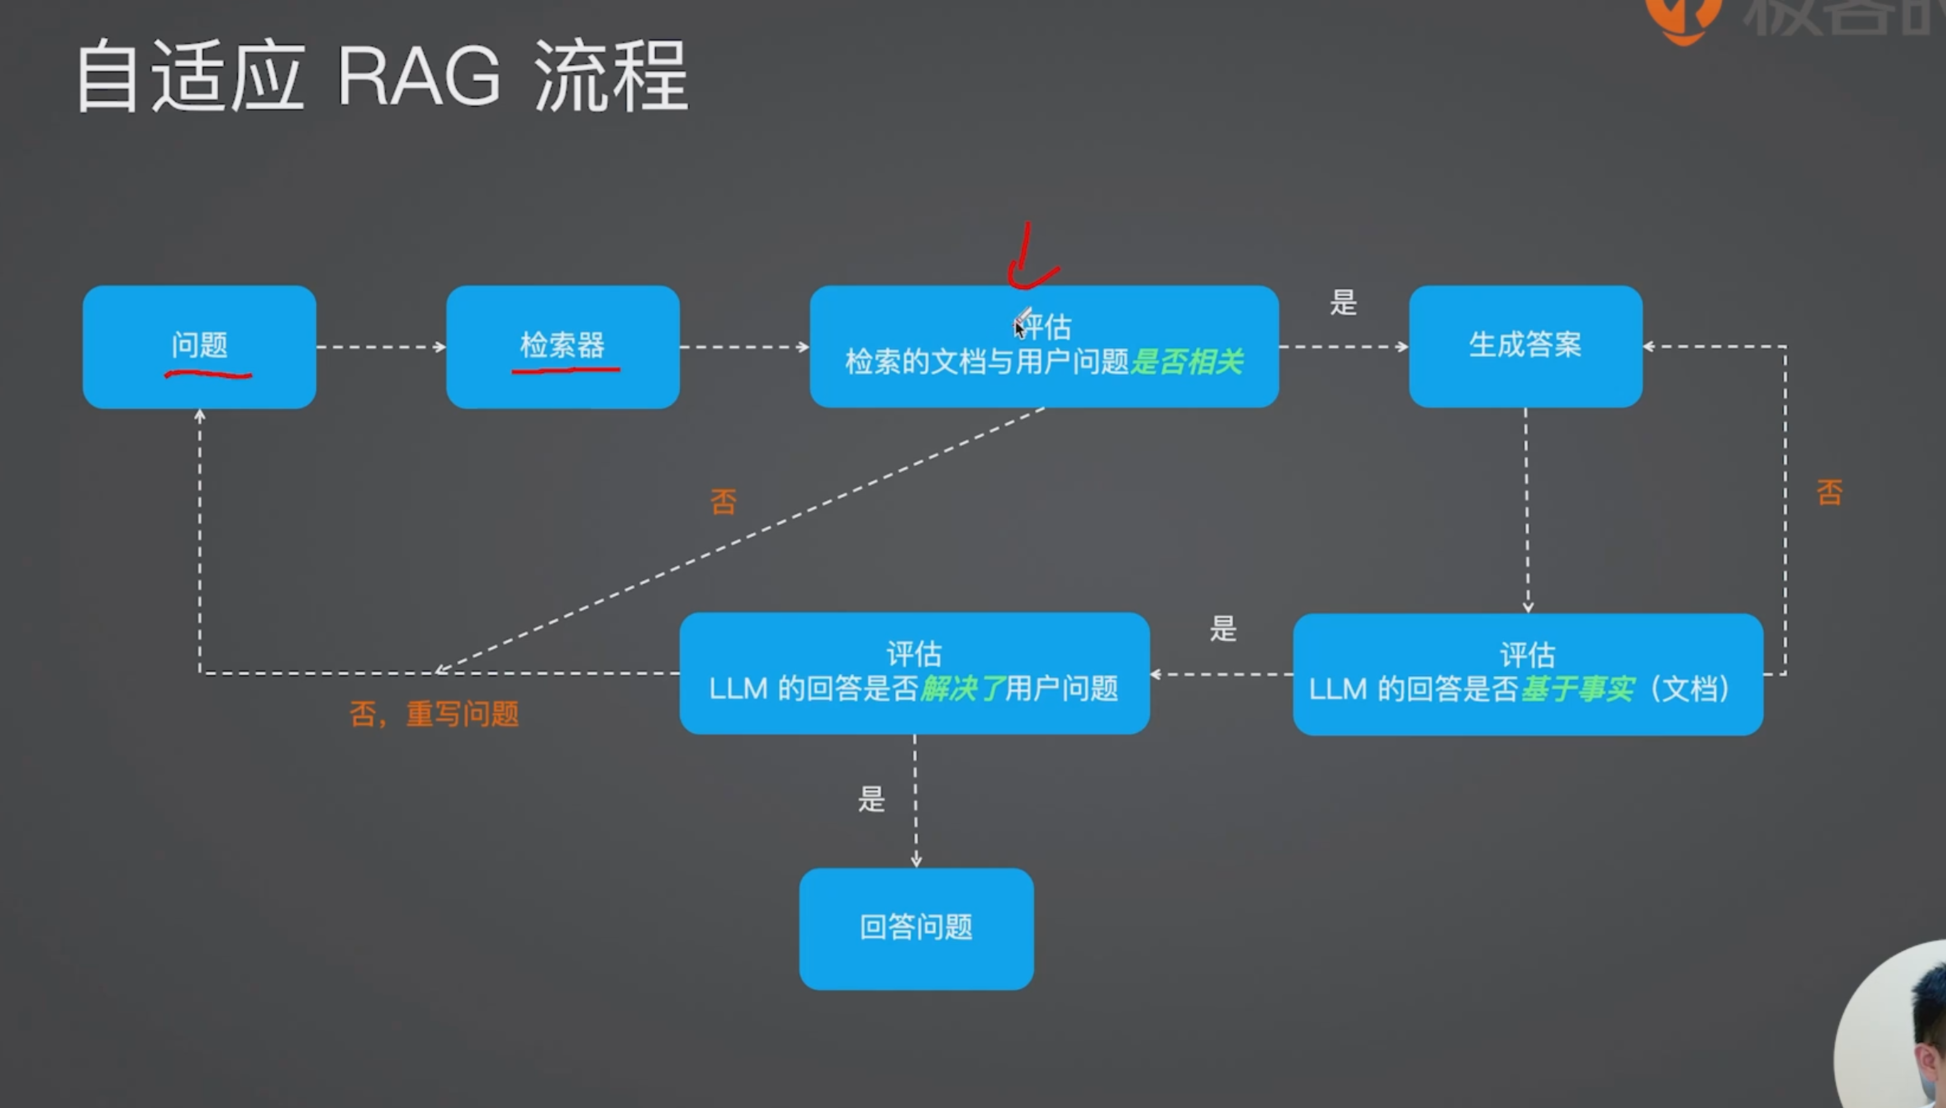 自适应 RAG 流程
问题
检索器
评估
检索的文档与用户问题是否相关
是
生成答案
否
否
评估
LLM 的回答是否解决了用户问题
是
评估
LLM 的回答是否基于事实（文档）
否，重写问题
是
回答问题